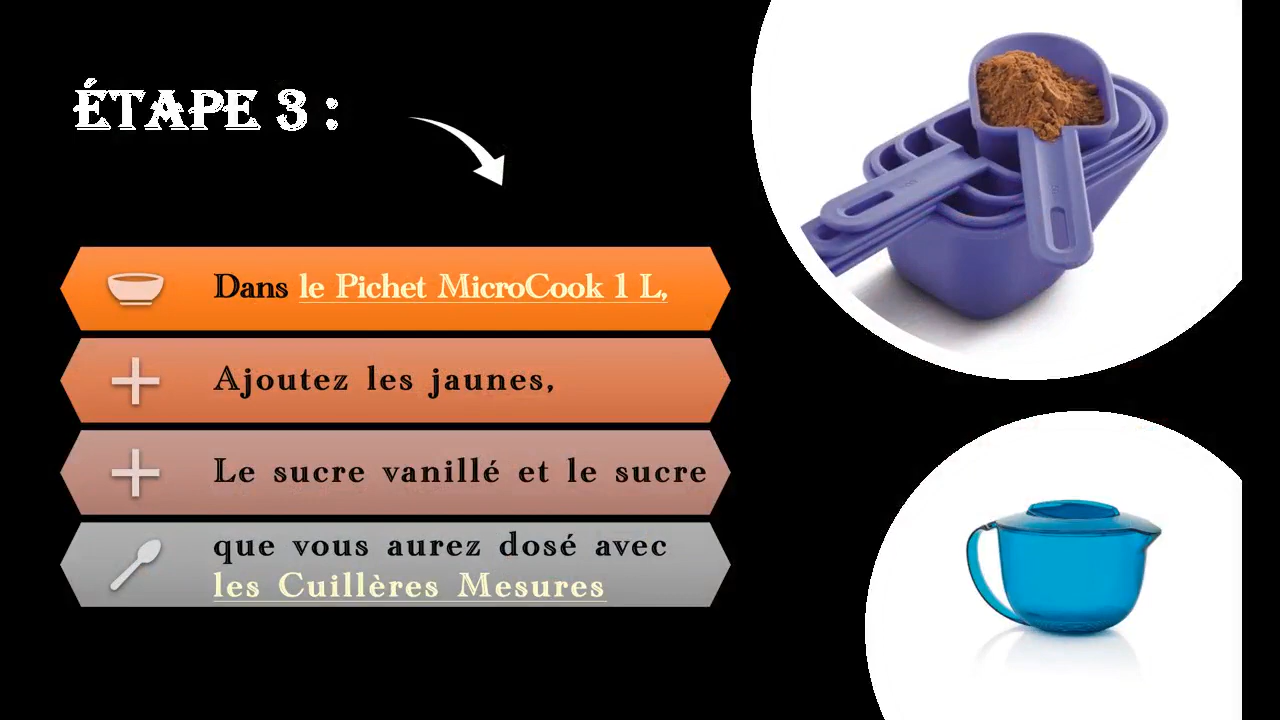 ÉTAPE 3 :
Dans le Pichet MicroCook 1 L,
Ajoutez les jaunes,
Le sucre vanillé et le sucre
que vous aurez dosé avec
les Cuillères Mesures